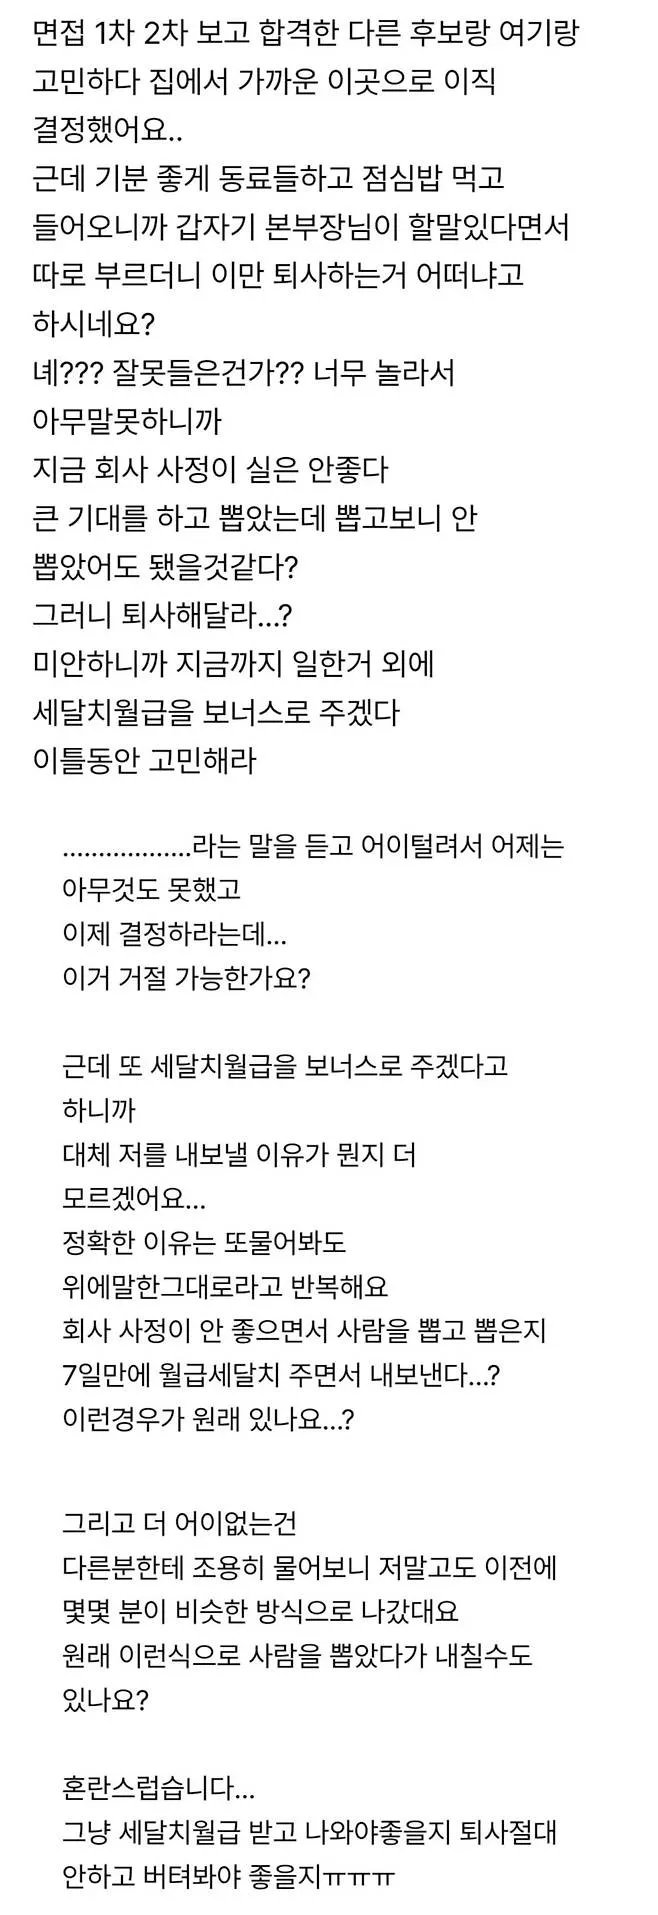 면접 1차 2차 보고 합격한 다른 후보랑 여기랑
고민하다 집에서 가까운 이곳으로 이직
결정했어요..
근데 기분 좋게 동료들하고 점심밥 먹고
들어오니까 갑자기 본부장님이 할말있다면서
따로 부르더니 이만 퇴사하는거 어떠냐고
하시네요?
녜??? 잘못들은건가?? 너무 놀라서
아무말못하니까
지금 회사 사정이 실은 안좋다
큰 기대를 하고 뽑았는데 뽑고보니 안
뽑았어도 됐을것같다?
그러니 퇴사해달라...?
미안하니까 지금까지 일한거 외에
세달치월급을 보너스로 주겠다
이틀동안 고민해라
..................라는 말을 듣고 어이털려서 어제는
아무것도 못했고
이제 결정하라는데...
이거 거절 가능한가요?
근데 또 세달치월급을 보너스로 주겠다고
하니까
대체 저를 내보낼 이유가 뭔지 더
모르겠어요...
정확한 이유는 또물어봐도
위에말한그대로라고 반복해요
회사 사정이 안 좋으면서 사람을 뽑고 뽑은지
7일만에 월급세달치 주면서 내보낸다...?
이런경우가 원래 있나요...?
그리고 더 어이없는건
다른분한테 조용히 물어보니 저말고도 이전에
몇몇 분이 비슷한 방식으로 나갔대요
원래 이런식으로 사람을 뽑았다가 내칠수도
있나요?
혼란스럽습니다...
그냥 세달치월급 받고 나와야좋을지 퇴사절대
안하고 버텨봐야 좋을지ㅠㅠㅠ